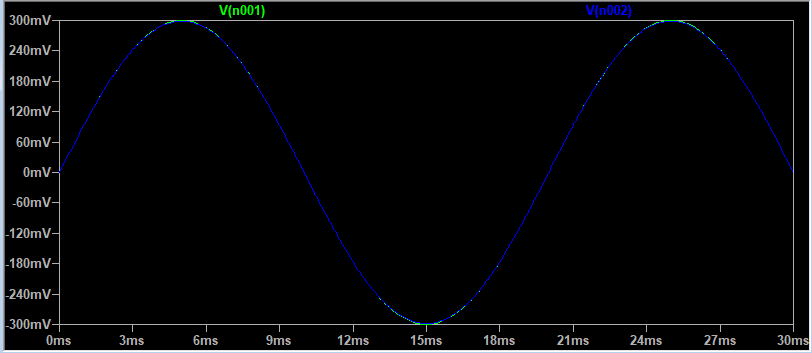 V(n001) V(n002)
300mV
240mV
180mV
120mV
60mV
0mV
-60mV
-120mV
-180mV
-240mV
-300mV
0ms 3ms 6ms 9ms 12ms 15ms 18ms 21ms 24ms 27ms 30ms